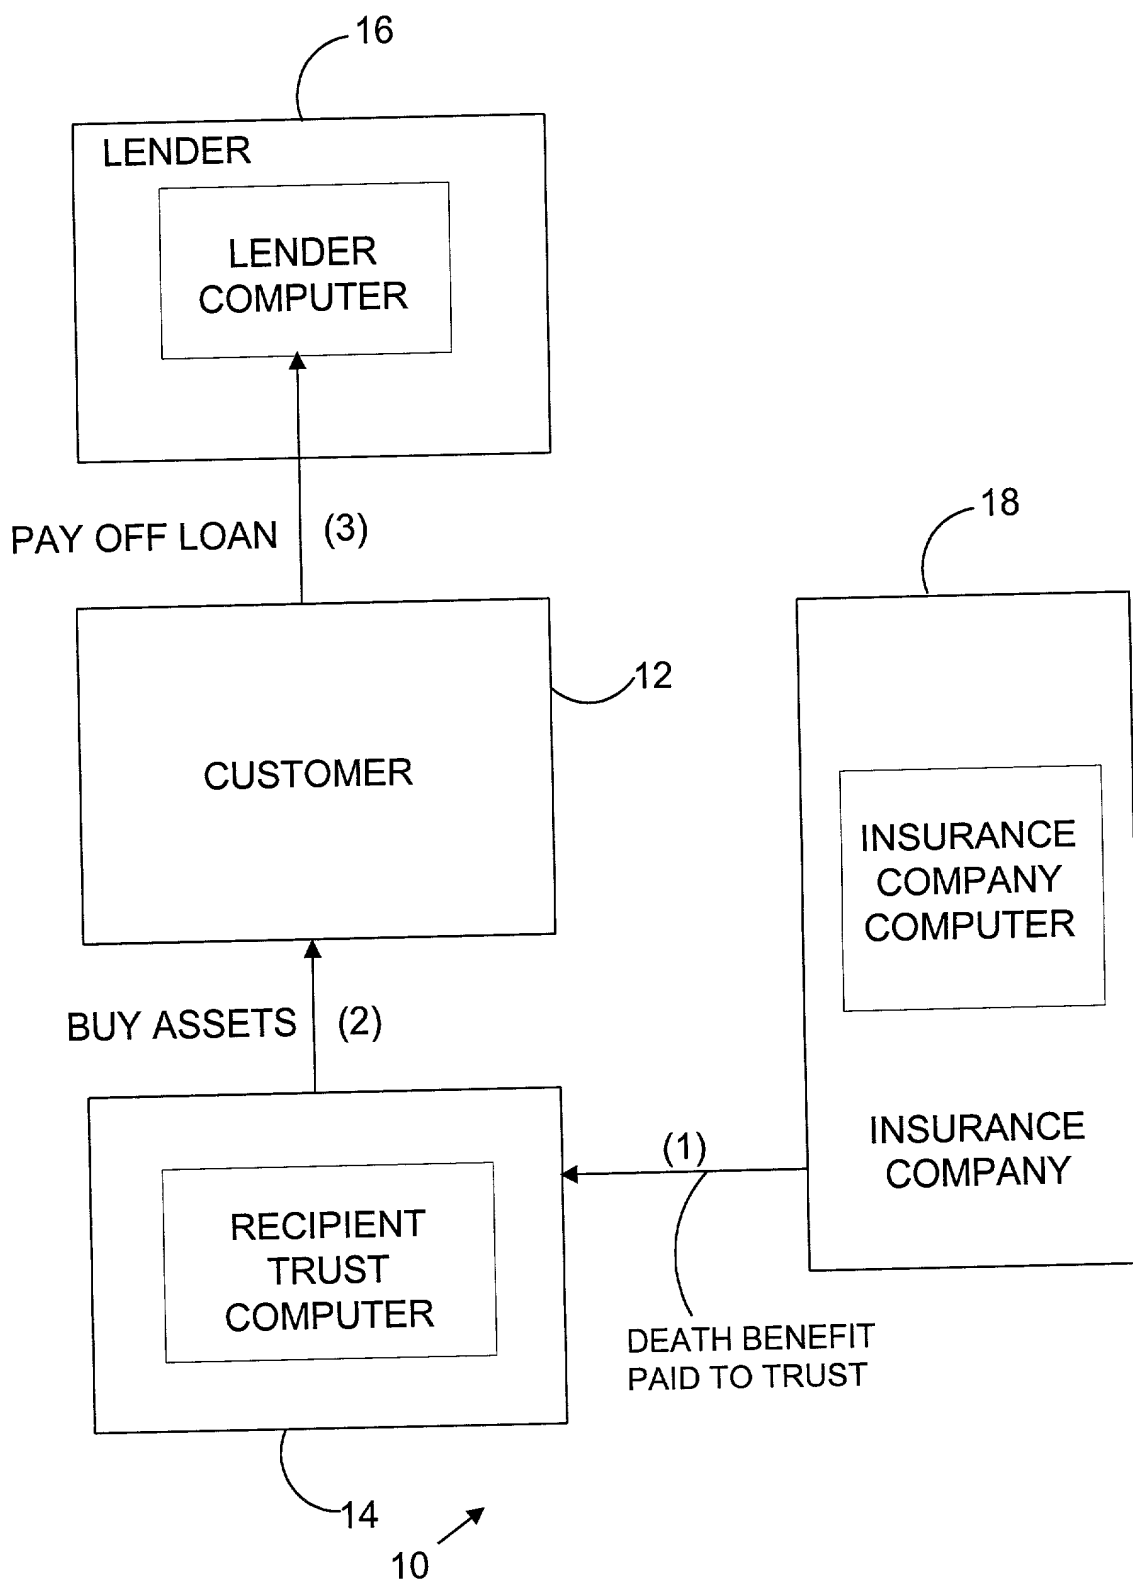 16
LENDER
LENDER
COMPUTER
PAY OFF LOAN
(3)
18
12
CUSTOMER
INSURANCE
COMPANY
COMPUTER
BUY ASSETS
(2)
INSURANCE
COMPANY
(1)
RECIPIENT
TRUST
COMPUTER
DEATH BENEFIT
PAID TO TRUST
14
10